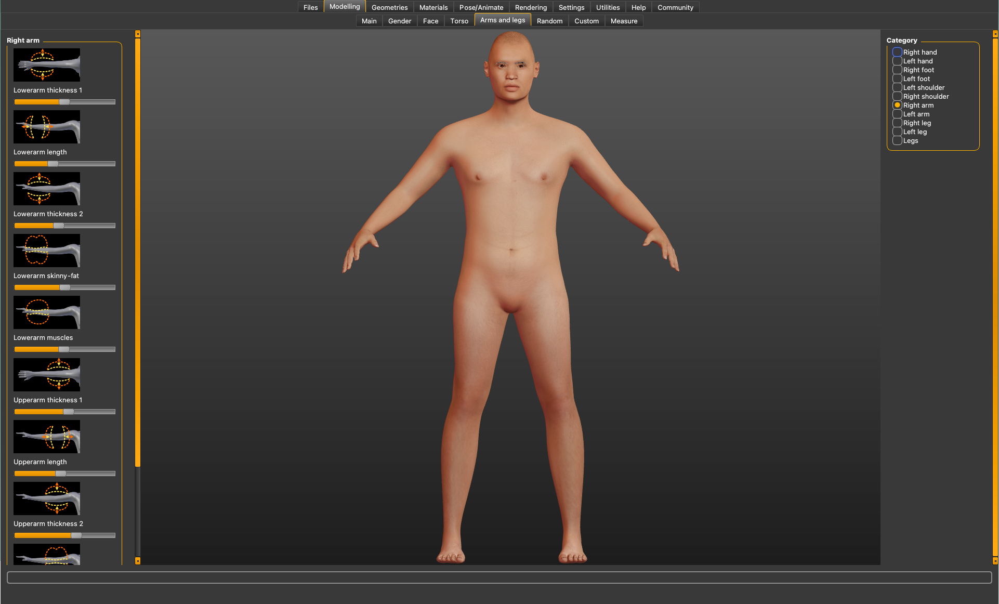 Files Modelling Geometries Materials Pose/Animate Rendering Settings Utilities Help Community
Main Gender Face Torso Arms and legs Random Custom Measure
Right arm
Lowerarm thickness 1
Lowerarm length
Lowerarm thickness 2
Lowerarm skinny-fat
Lowerarm muscles
Upperarm thickness 1
Upperarm length
Upperarm thickness 2
Category
Right hand
Left hand
Right foot
Left foot
Left shoulder
Right shoulder
Right arm
Left arm
Right leg
Left leg
Legs